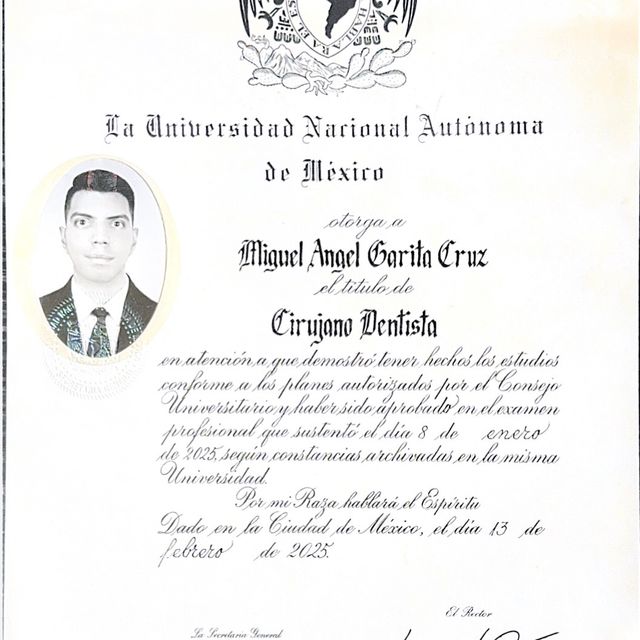 HABLARA EL ES
La Universidad Nacional Autónoma
de México
otorga a
Miguel Angel Garita Cruz
el título de
Cirujano Dentista
en atención a que demostró tener hechos los estudios
conforme a los planes autorizados por el Consejo
Universitario y haber sido aprobado en el examen
profesional que sustentó el día 8 de enero
de 2025, según constancias archivadas en la misma
Universidad.
Por mi Raza hablará el Espíritu
Dado en la Ciudad de México, el día 13 de
febrero de 2025.
El Rector
La Secretaria General